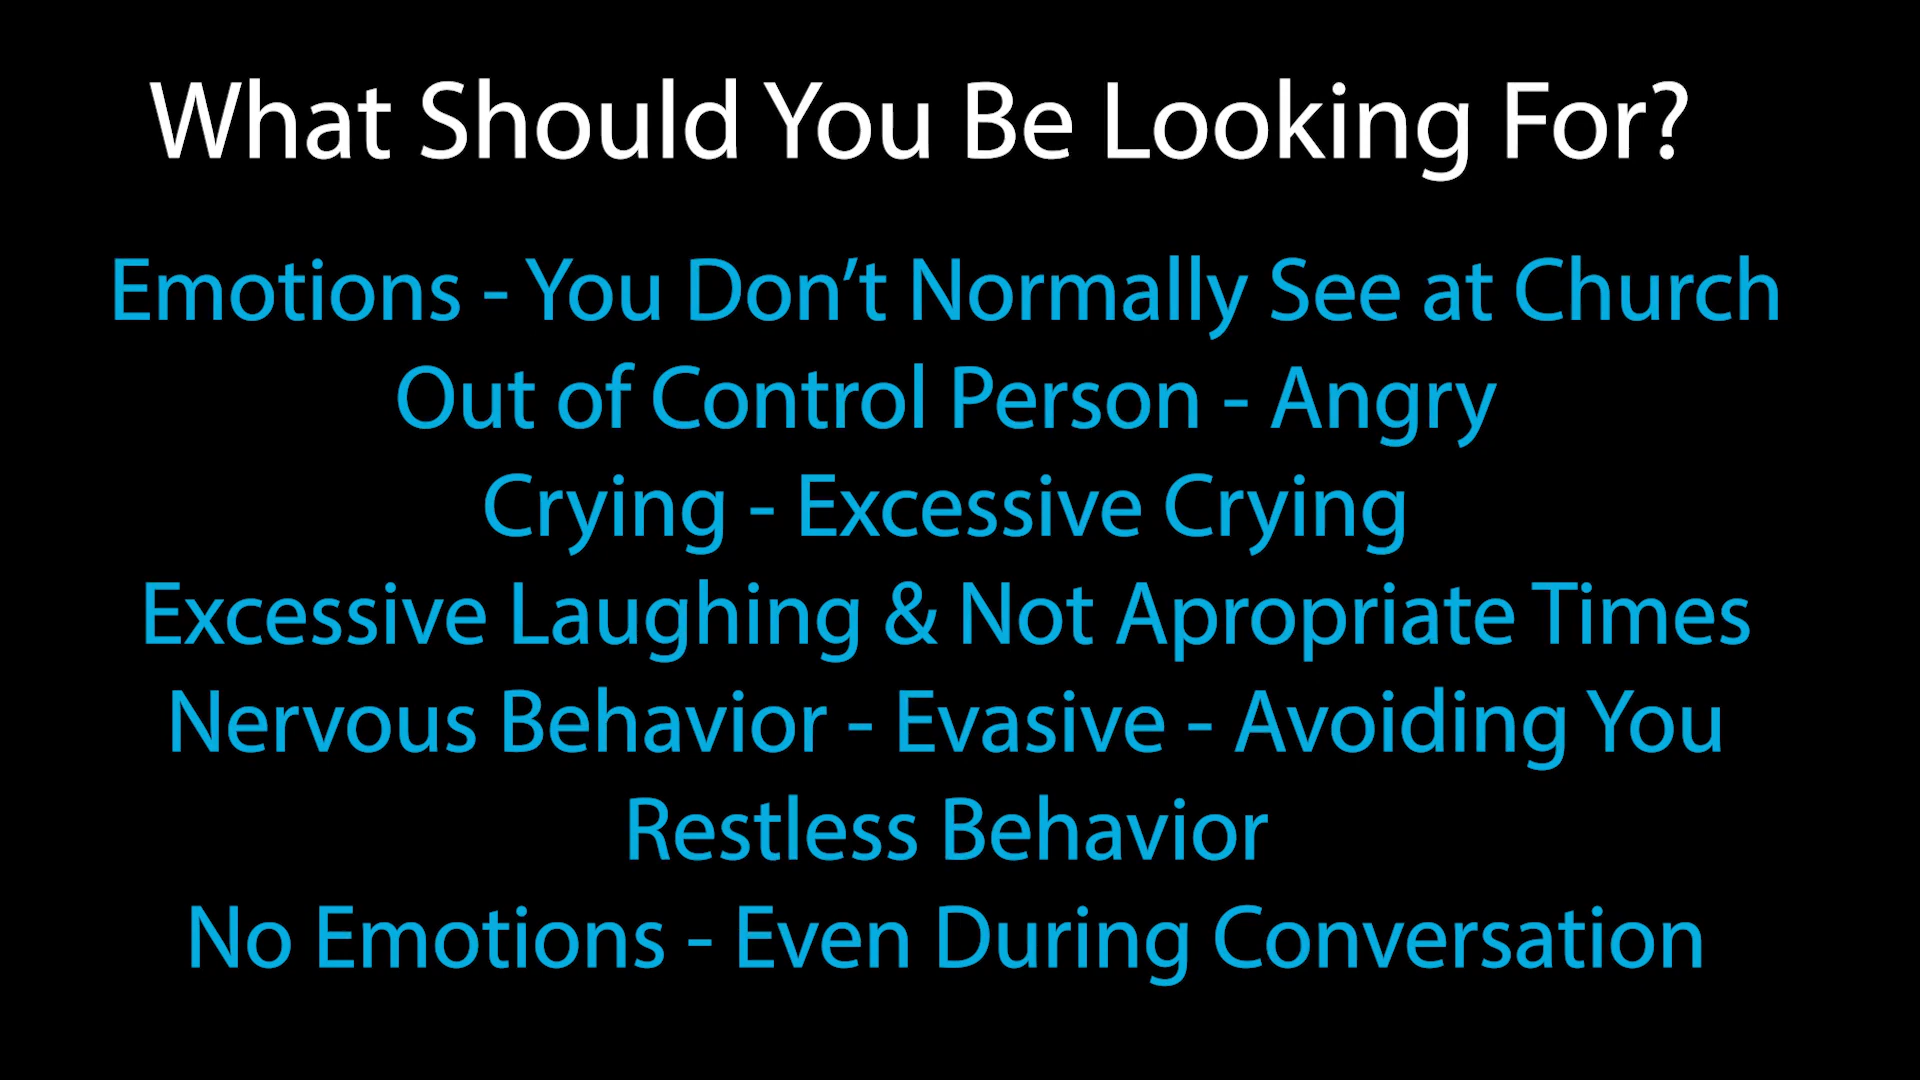 What Should You Be Looking For?
Emotions - You Don’t Normally See at Church
Out of Control Person - Angry
Crying - Excessive Crying
Excessive Laughing & Not Apropriate Times
Nervous Behavior - Evasive - Avoiding You
Restless Behavior
No Emotions - Even During Conversation